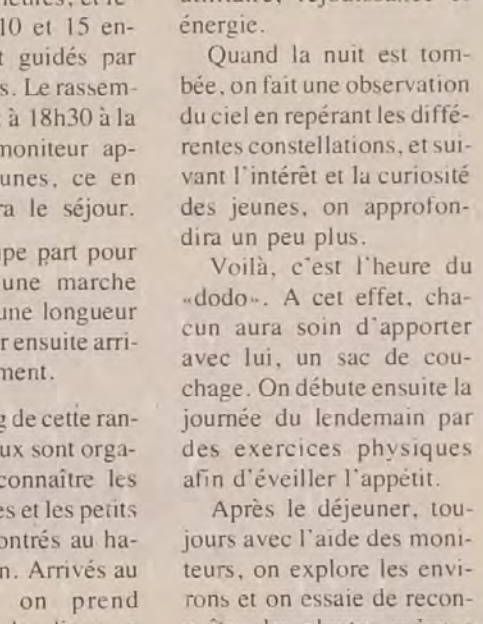 10 et 15 en-
guidés par
s. Le rassem-
à 18h30 à la
moniteur ap-
unes, ce en
ra le séjour.
pe part pour
une marche
une longueur
r ensuite arri-
ment.
g de cette ran-
ux sont orga-
connaître les
es et les petits
ontrés au ha-
n. Arrivés au
on prend
énergie.
Quand la nuit est tom-
bée, on fait une observation
du ciel en repérant les diffé-
rentes constellations, et sui-
vant l'intérêt et la curiosité
des jeunes, on approfon-
dira un peu plus.
Voilà, c'est l'heure du
«dodo». A cet effet, cha-
cun aura soin d'apporter
avec lui, un sac de cou-
chage. On débute ensuite la
journée du lendemain par
des exercices physiques
afin d'éveiller l'appétit.
Après le déjeuner, tou-
jours avec l'aide des moni-
teurs, on explore les envi-
rons et on essaie de recon-